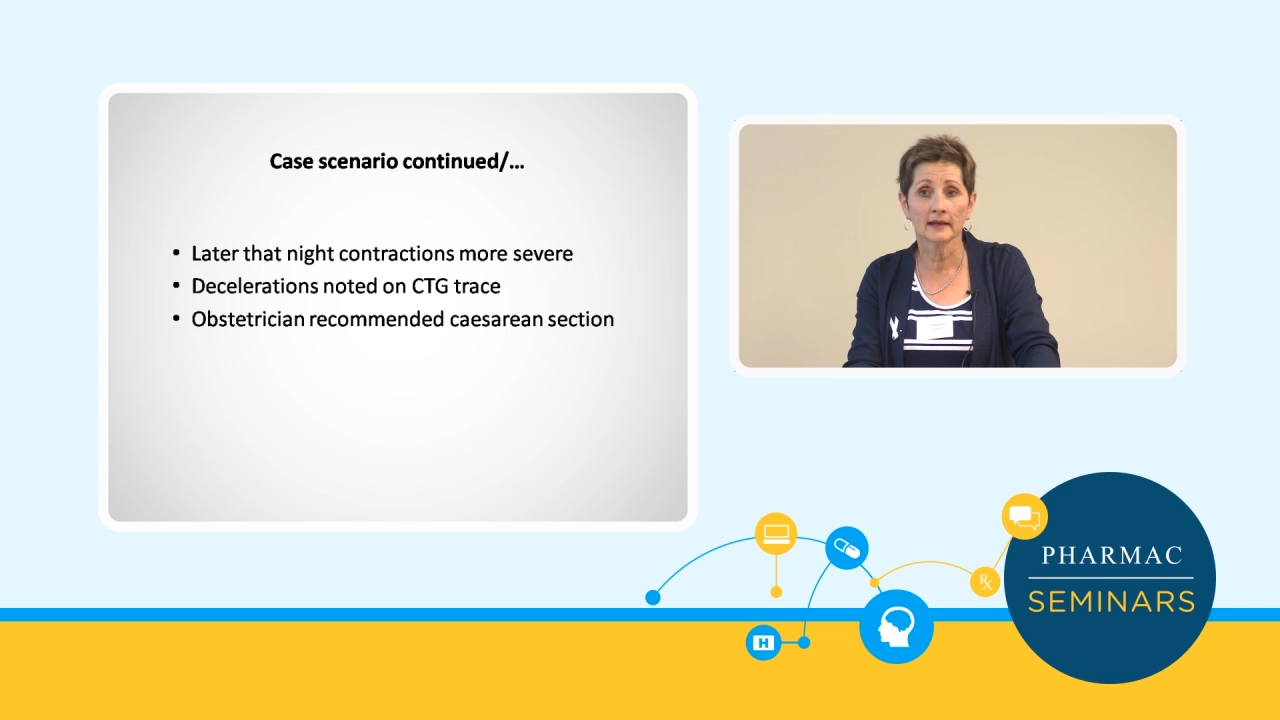 Case scenario continued/...
• Later that night contractions more severe
• Decelerations noted on CTG trace
• Obstetrician recommended caesarean section
H
Rx
PHARMAC
SEMINARS